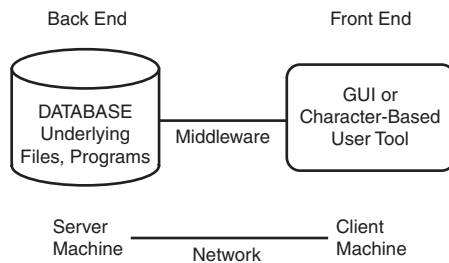 Back End
Front End
DATABASE
Underlying
Files, Programs
Middleware
GUI or
Character-Based
User Tool
Server
Machine
Network
Client
Machine